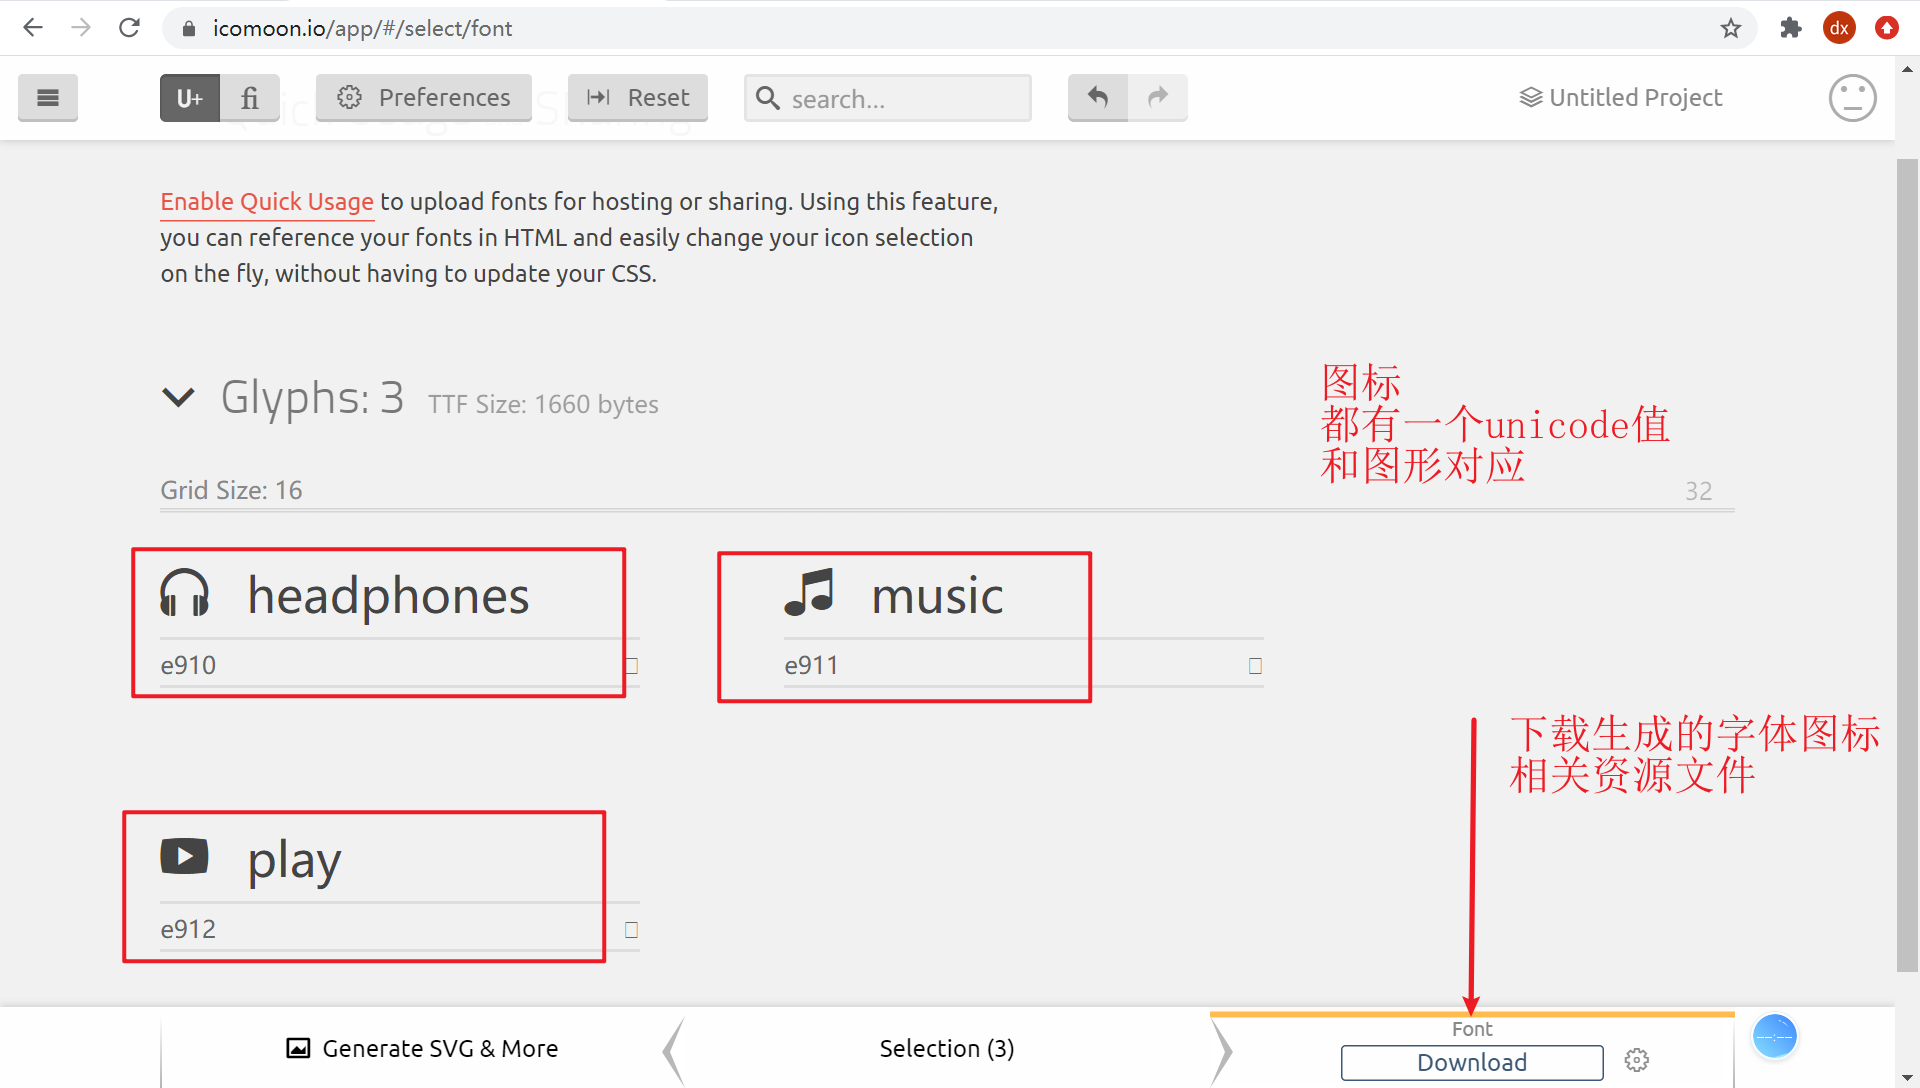 icomoon.io/app/#/select/font
dx
U+
fi
Preferences
Reset
search...
Untitled Project
Enable Quick Usage to upload fonts for hosting or sharing. Using this feature,
you can reference your fonts in HTML and easily change your icon selection
on the fly, without having to update your CSS.
Glyphs: 3
TTF Size: 1660 bytes
图标
都有一个unicode值
和图形对应
Grid Size: 16
32
headphones
music
e910
e911
下载生成的字体图标
相关资源文件
play
e912
Generate SVG & More
Selection (3)
Font
Download
--:--